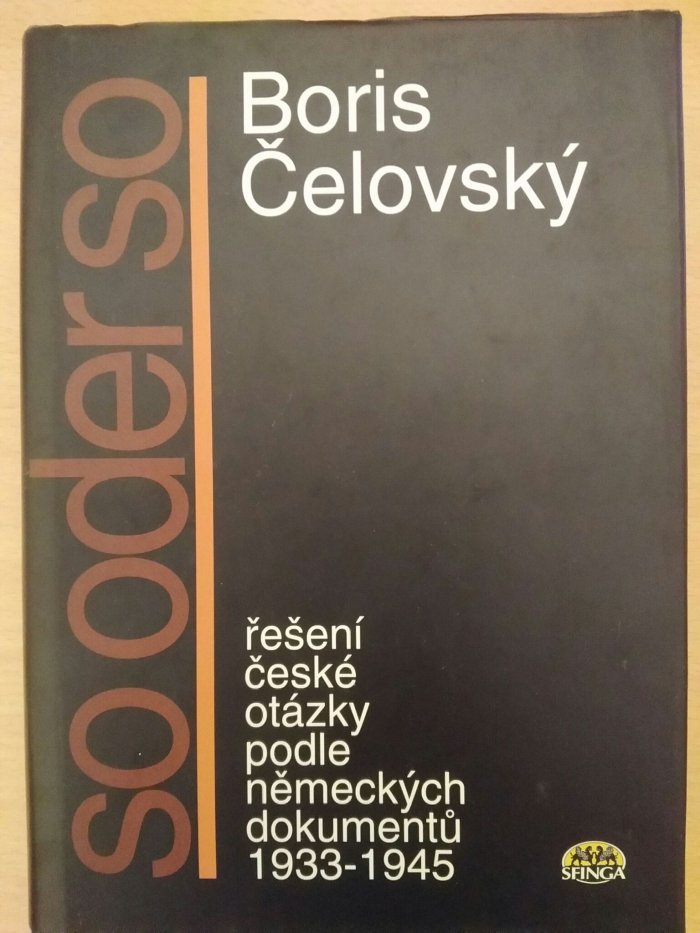 so oder so
Boris
Čelovský
řešení
české
otázky
podle
německých
dokumentů
1933-1945
SFINGA